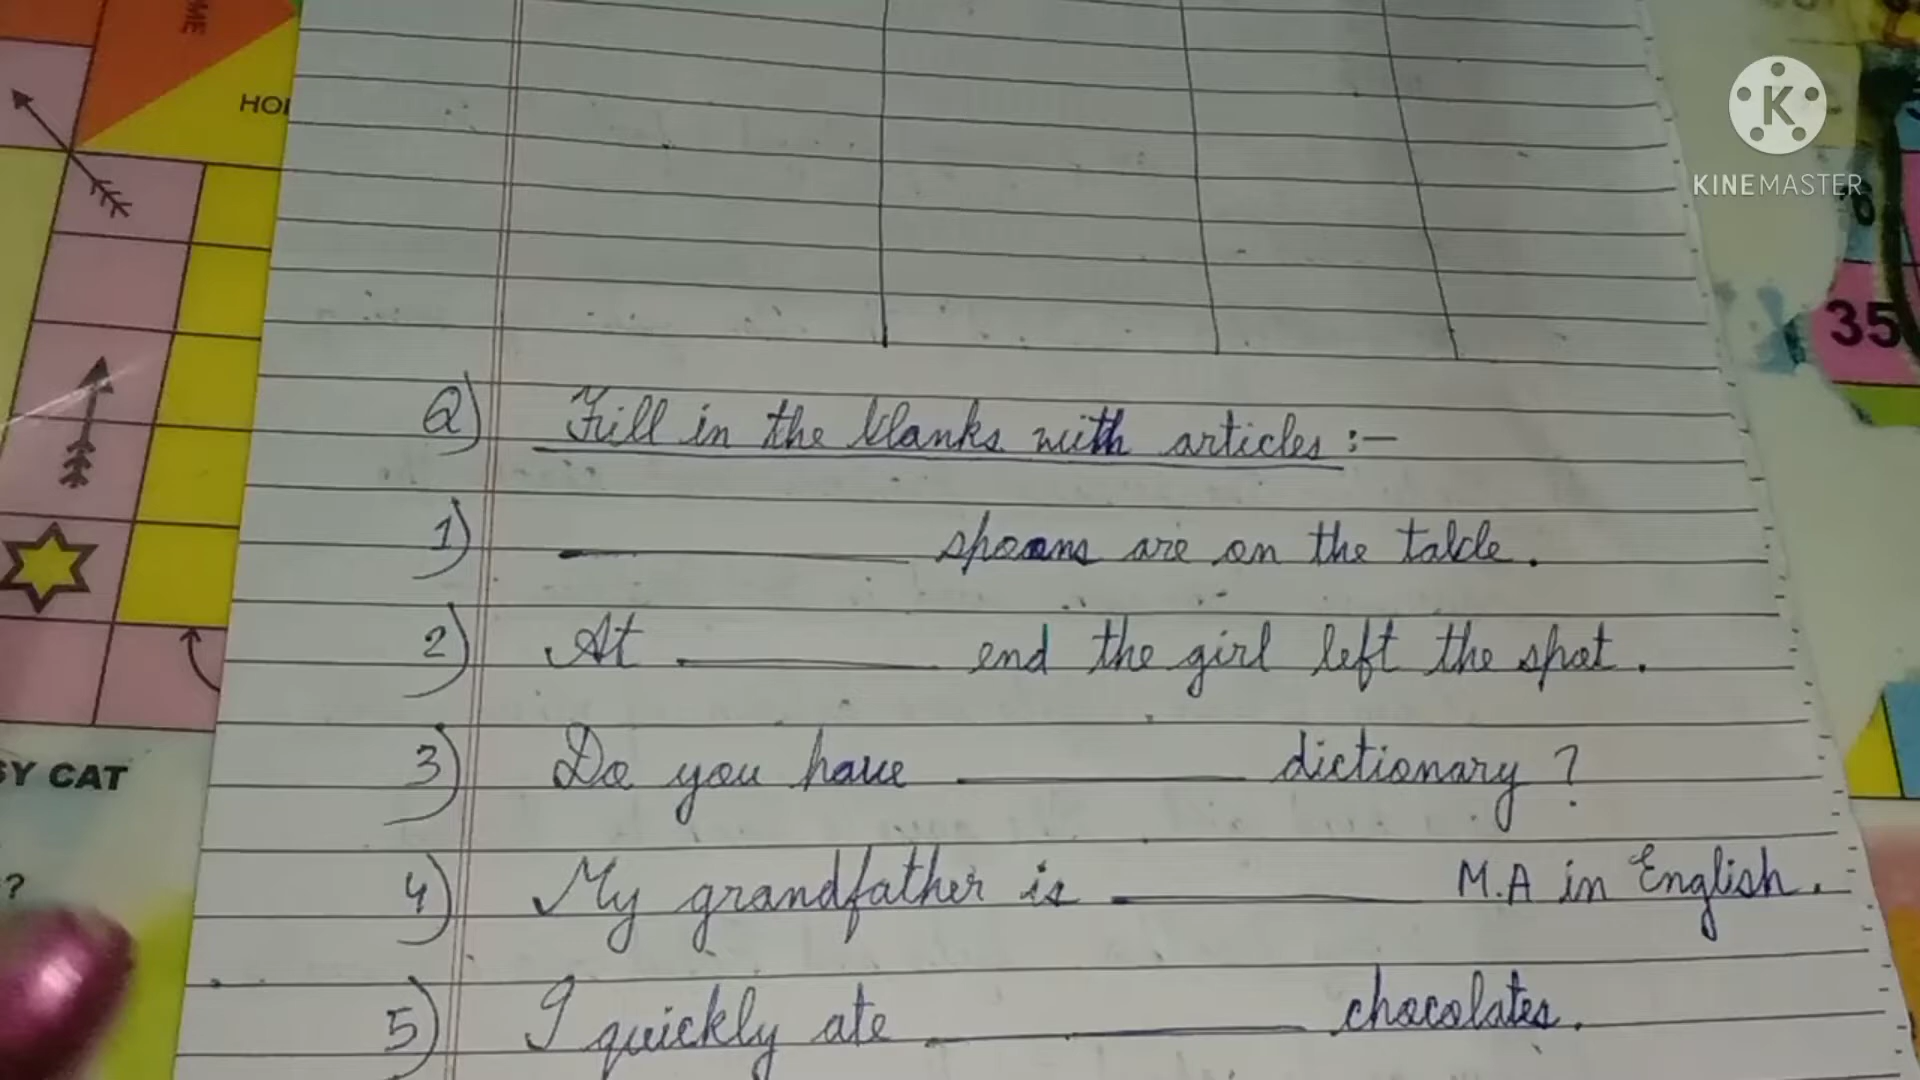 ME
HO
K
KINEMASTER
35
Q) Fill in the blanks with articles :-
1) ________ spoons are on the table.
2) At ________ end the girl left the spot.
3) Do you have ________ dictionary ?
SY CAT
4) My grandfather is ________ M.A in English.
?
5) I quickly ate ________ chocolates.